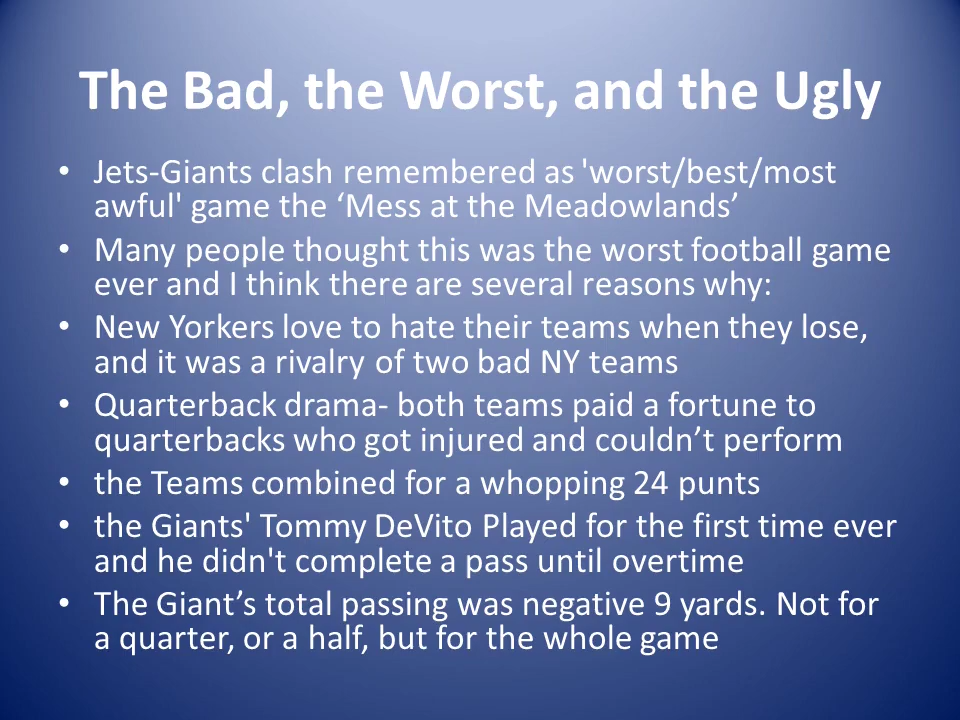 The Bad, the Worst, and the Ugly
• Jets-Giants clash remembered as 'worst/best/most
awful' game the ‘Mess at the Meadowlands’
• Many people thought this was the worst football game
ever and I think there are several reasons why:
• New Yorkers love to hate their teams when they lose,
and it was a rivalry of two bad NY teams
• Quarterback drama- both teams paid a fortune to
quarterbacks who got injured and couldn’t perform
• the Teams combined for a whopping 24 punts
• the Giants' Tommy DeVito Played for the first time ever
and he didn't complete a pass until overtime
• The Giant’s total passing was negative 9 yards. Not for
a quarter, or a half, but for the whole game